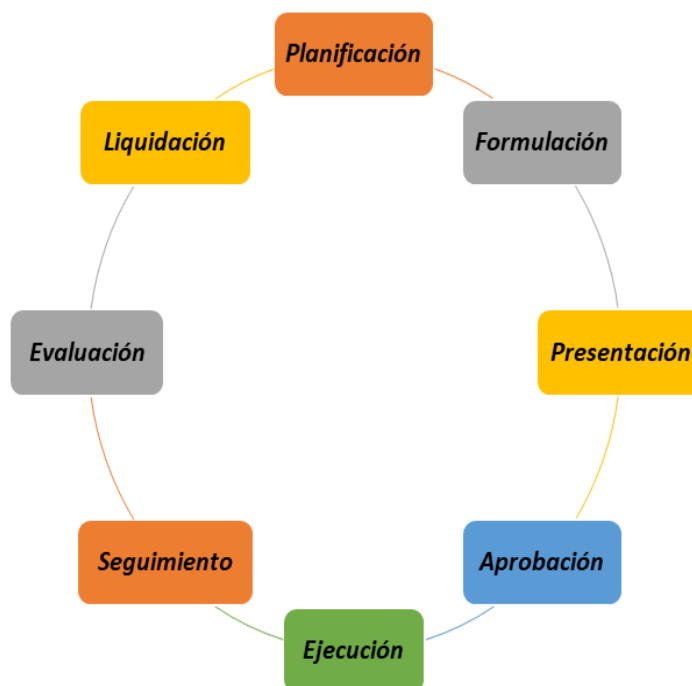 Planificación
Formulación
Presentación
Aprobación
Ejecución
Seguimiento
Evaluación
Liquidación